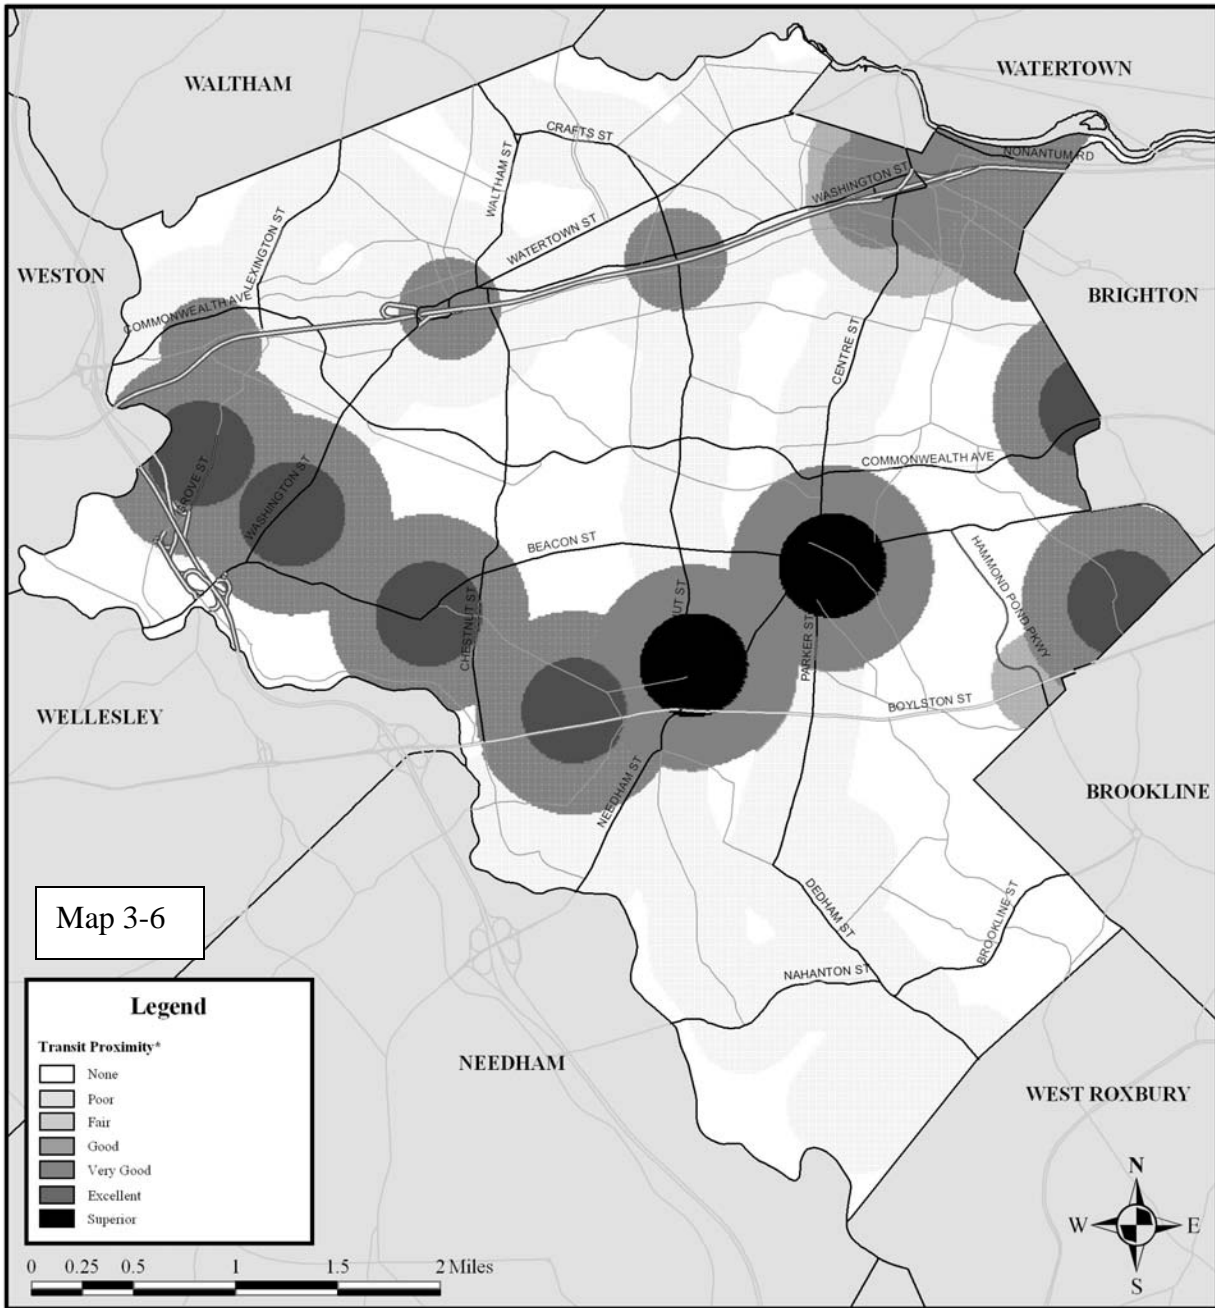 WALTHAM
WATERTOWN
CRAFTS ST
NONANTUM RD
WALTHAM ST
WASHINGTON ST
LEXINGTON ST
WATERTOWN ST
WESTON
BRIGHTON
COMMONWEALTH AVE
CENTRE ST
COMMONWEALTH AVE
GROVE ST
WASHINGTON ST
BEACON ST
HAMMOND POND PKWY
CHESTNUT ST
UT ST
PARKER ST
BOYLSTON ST
WELLESLEY
NEEDHAM ST
BROOKLINE
Map 3-6
DEDHAM ST
BROOKLINE ST
NAHANTON ST
Legend
Transit Proximity*
None
Poor
Fair
Good
Very Good
Excellent
Superior
NEEDHAM
WEST ROXBURY
N
W E
S
0 0.25 0.5 1 1.5 2 Miles